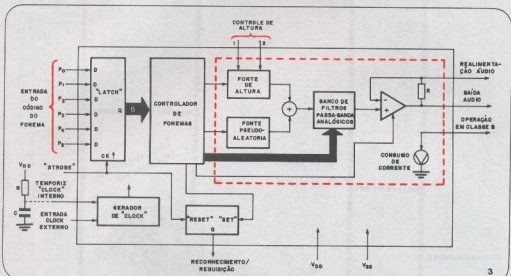 CONTROLE DE
ALTURA
1 2
P0
P1
P2
P3
P4
P5
ENTRADA
DO
CÓDIGO
DO
FONEMA
D
D
D
D
D
D
"LATCH"
Q
CK
6
CONTROLADOR
DE
FONEMAS
FONTE
DE
ALTURA
FONTE
PSEUDO-
ALEATORIA
+
BANCO DE
FILTROS
PASSA-BANDA
ANALÓGICOS
-
+
R
REALIMENTA-
ÇÃO ÁUDIO
SAÍDA
AUDIO
OPERAÇÃO
EM CLASSE B
CONSUMO
DE
CORRENTE
VDD
"STROBE"
R
TEMPORIZ
"CLOCK"
INTERNO
C
ENTRADA
CLOCK
EXTERNO
GERADOR
DE "CLOCK"
"RESET" "SET"
Q
RECONHECIMENTO/
REQUISIÇÃO
VDD
VSS
3